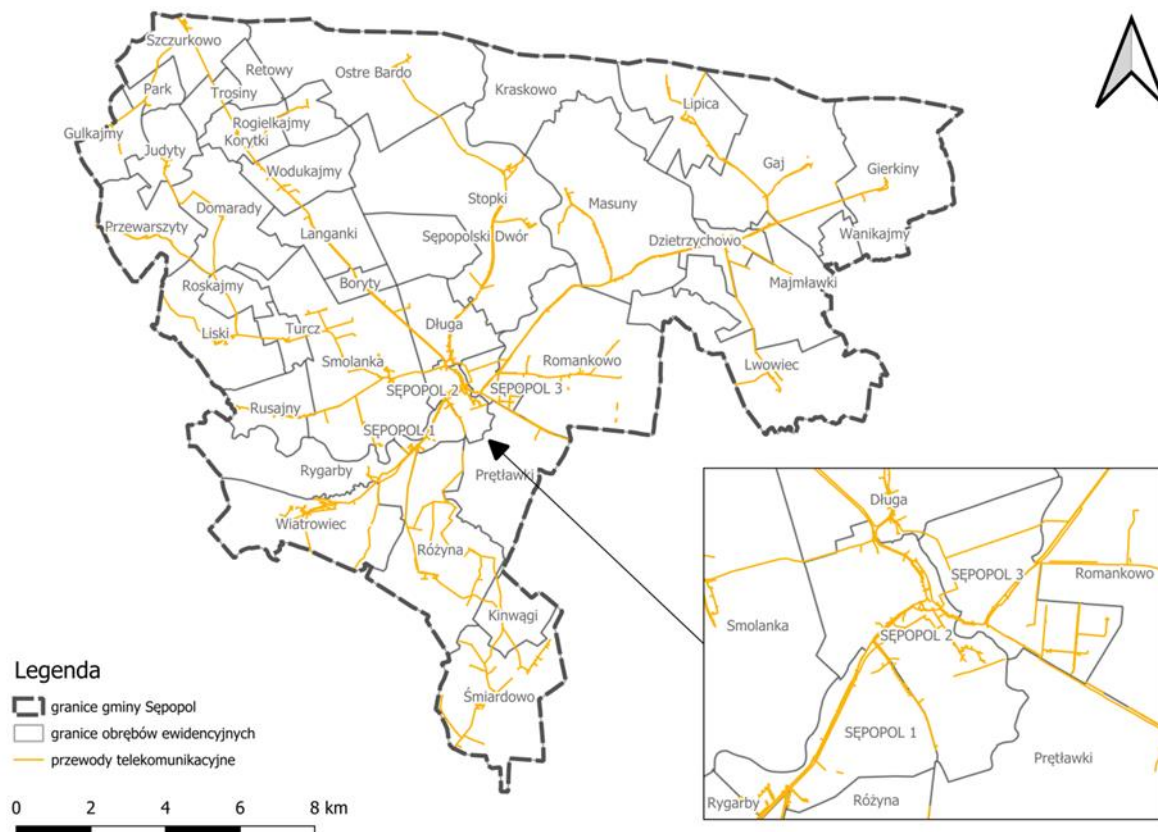 Szczurkowo
Retowy
Ostre Bardo
Kraskowo
Park
Trosiny
Lipica
Gulkajmy
Rogielkajmy
Korytki
Judyty
Gaj
Gierkiny
Wodukajmy
Stopki
Masuny
Domarady
Przewarszyty
Langanki
Sępopolski Dwór
Dzietrzychowo
Wanikajmy
Roskajmy
Boryty
Majmławki
Liski
Turcz
Długa
Smolanka
Romankowo
Lwowiec
SĘPOPOL 2
SĘPOPOL 3
Rusajny
SĘPOPOL 1
Rygarby
Prętławki
Wiatrowiec
Różyna
Kinwągi
Śmiardowo
Długa
SĘPOPOL 3
Romankowo
Smolanka
SĘPOPOL 2
SĘPOPOL 1
Prętławki
Rygarby
Różyna
Legenda
granice gminy Sępopol
granice obrębów ewidencyjnych
przewody telekomunikacyjne
0 2 4 6 8 km